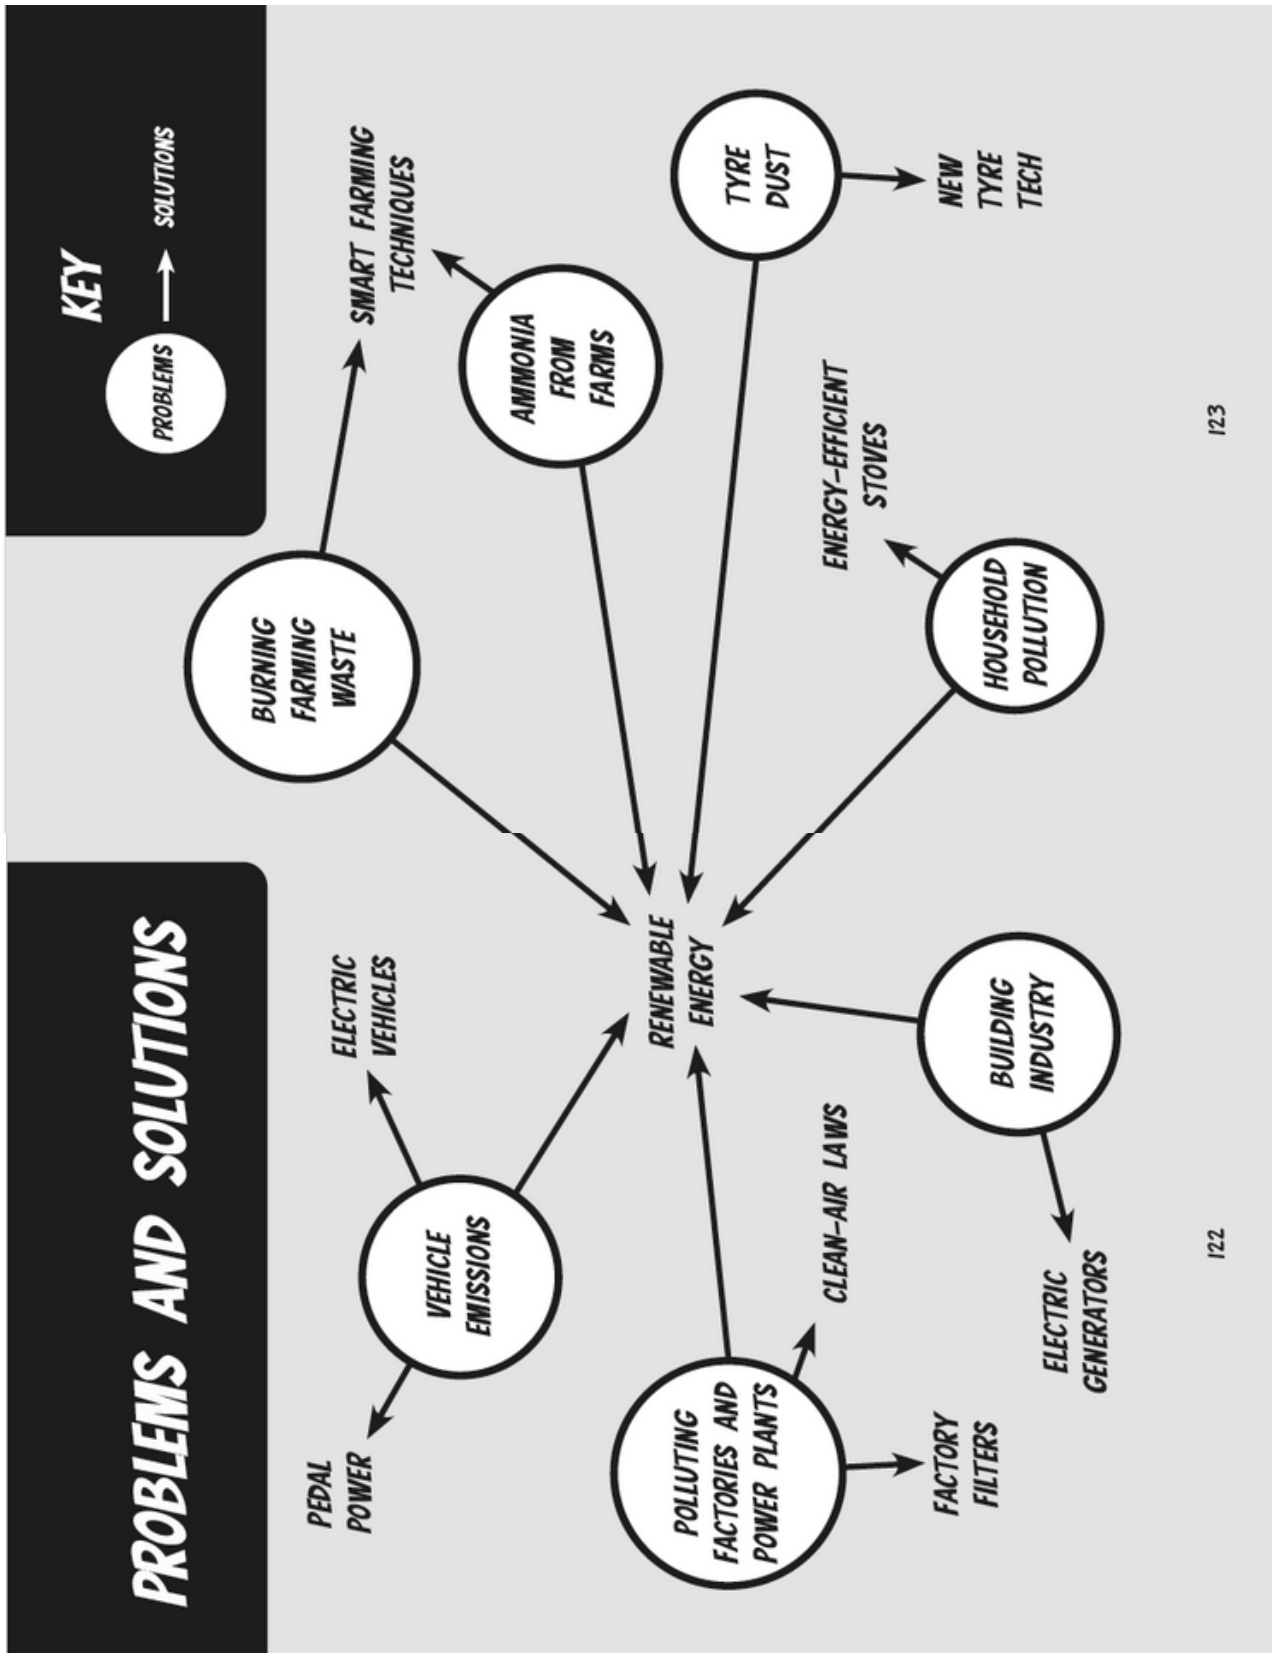 PROBLEMS AND SOLUTIONS
KEY
PROBLEMS
SOLUTIONS
PEDAL
POWER
VEHICLE
EMISSIONS
ELECTRIC
VEHICLES
BURNING
FARMING
WASTE
SMART FARMING
TECHNIQUES
AMMONIA
FROM
FARMS
TYRE
DUST
NEW
TYRE
TECH
RENEWABLE
ENERGY
POLLUTING
FACTORIES AND
POWER PLANTS
CLEAN-AIR LAWS
FACTORY
FILTERS
BUILDING
INDUSTRY
ELECTRIC
GENERATORS
ENERGY-EFFICIENT
STOVES
HOUSEHOLD
POLLUTION
122
123